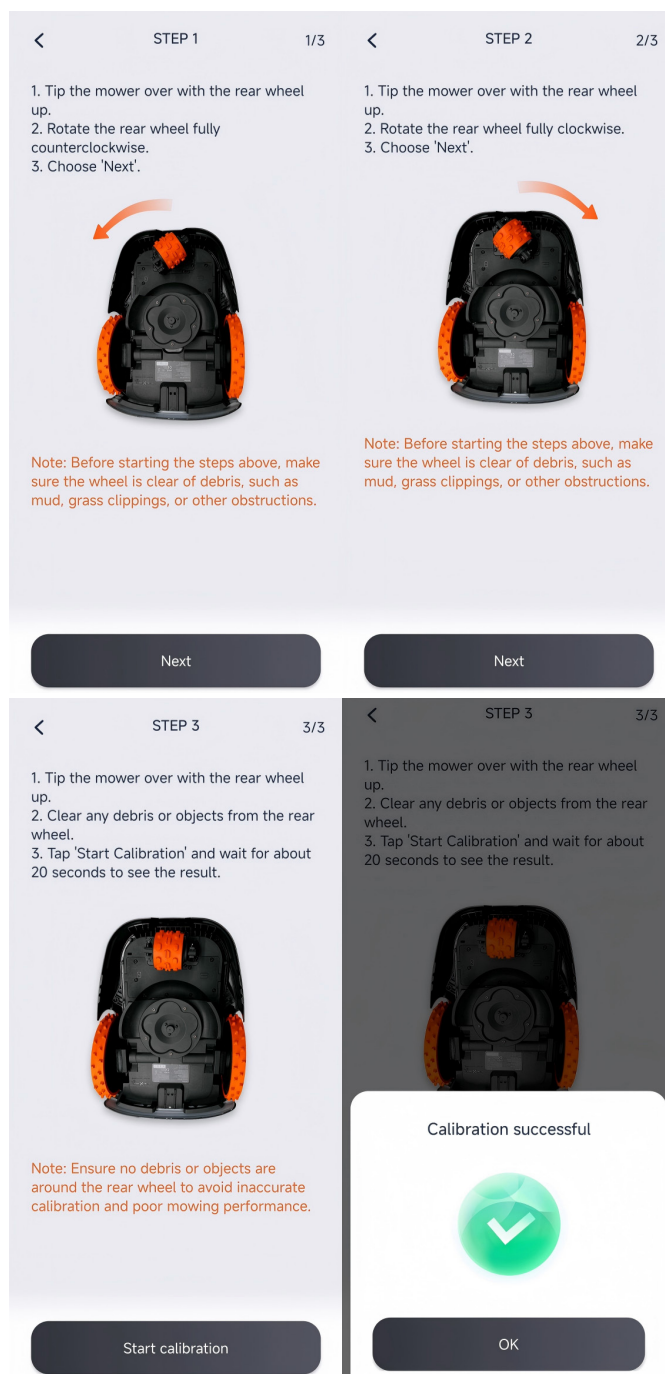 STEP 1
1/3
1. Tip the mower over with the rear wheel
up.
2. Rotate the rear wheel fully
counterclockwise.
3. Choose 'Next'.
Note: Before starting the steps above, make
sure the wheel is clear of debris, such as
mud, grass clippings, or other obstructions.
Next
STEP 2
2/3
1. Tip the mower over with the rear wheel
up.
2. Rotate the rear wheel fully clockwise.
3. Choose 'Next'.
Note: Before starting the steps above, make
sure the wheel is clear of debris, such as
mud, grass clippings, or other obstructions.
Next
STEP 3
3/3
1. Tip the mower over with the rear wheel
up.
2. Clear any debris or objects from the rear
wheel.
3. Tap 'Start Calibration' and wait for about
20 seconds to see the result.
Note: Ensure no debris or objects are
around the rear wheel to avoid inaccurate
calibration and poor mowing performance.
Start calibration
STEP 3
3/3
1. Tip the mower over with the rear wheel
up.
2. Clear any debris or objects from the rear
wheel.
3. Tap 'Start Calibration' and wait for about
20 seconds to see the result.
Calibration successful
OK